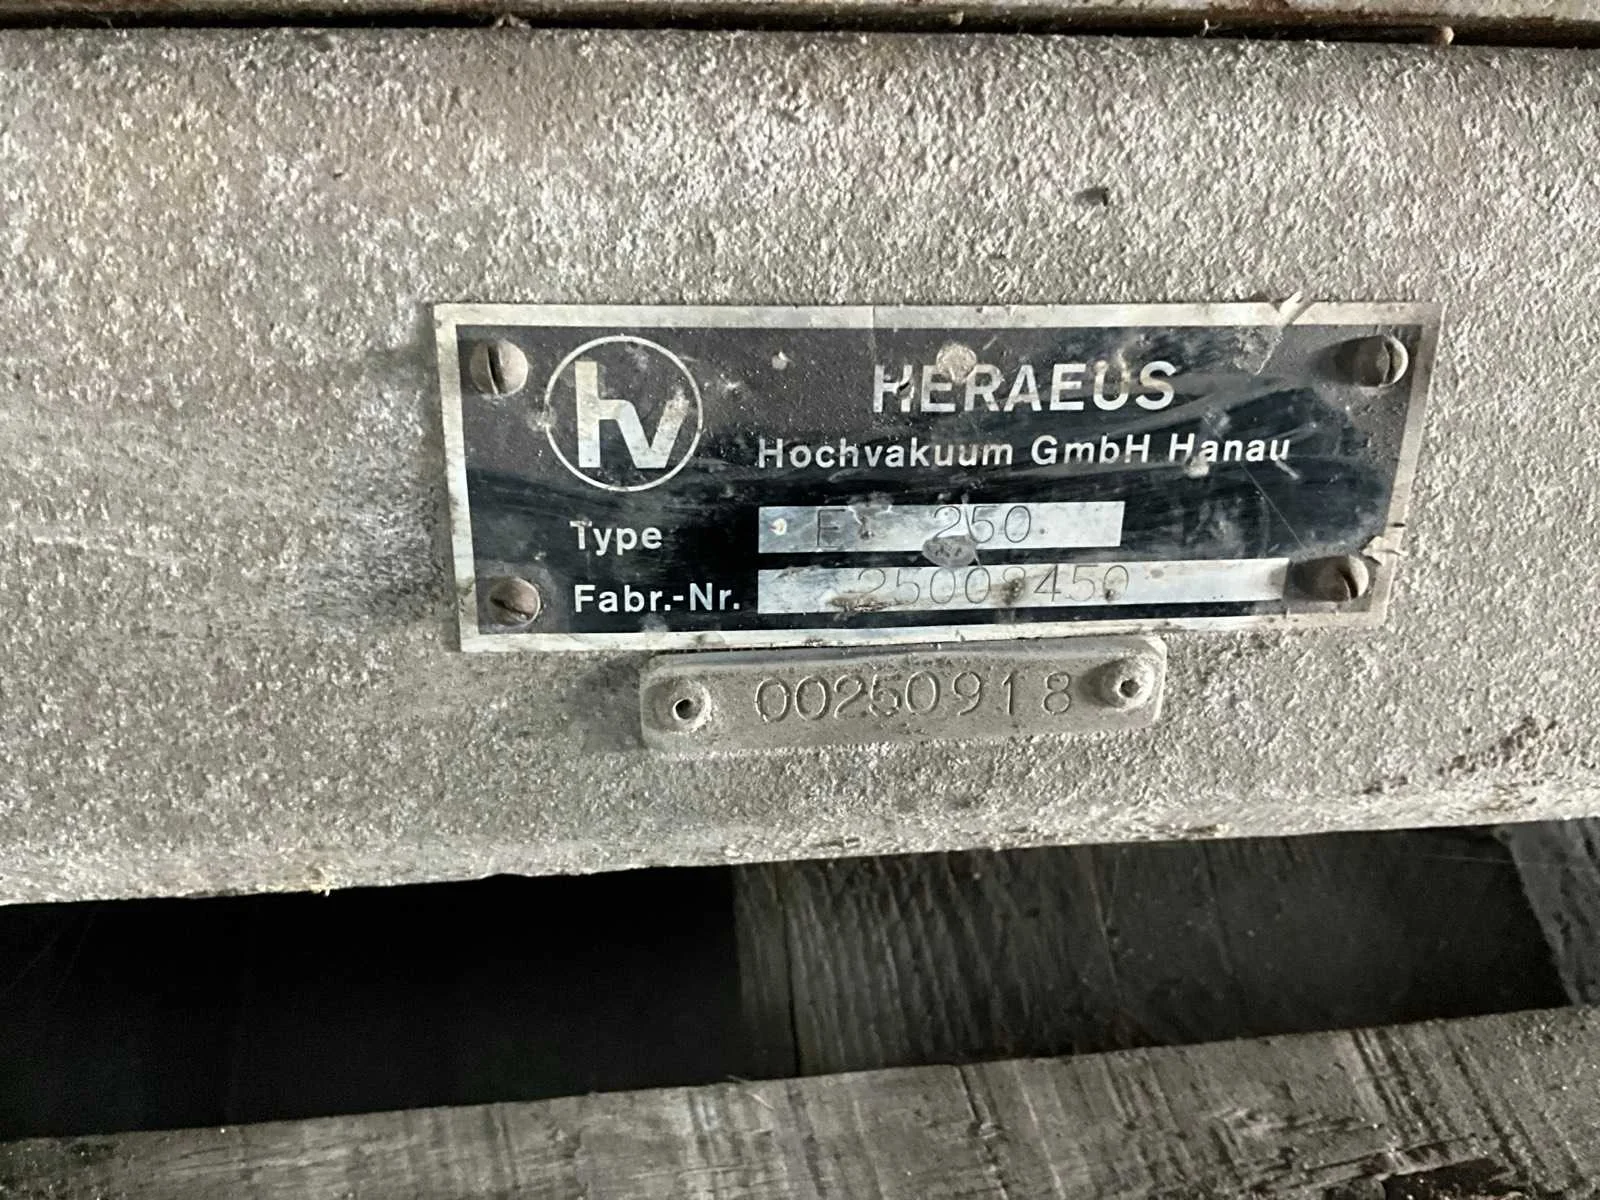 hv
HERAEUS
Hochvakuum GmbH Hanau
Type 250
Fabr.-Nr.
00250918